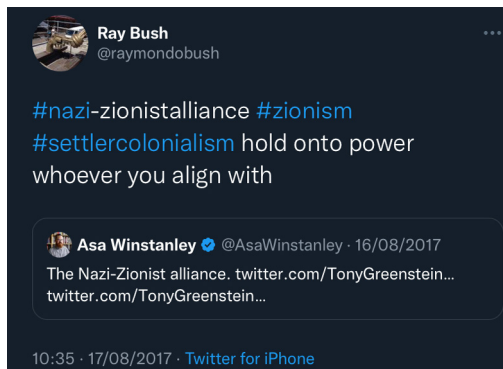 Ray Bush
@raymondobush
#nazi-zionistalliance #zionism
#settlercolonialism hold onto power
whoever you align with
Asa Winstanley @AsaWinstanley · 16/08/2017
The Nazi-Zionist alliance. twitter.com/TonyGreenstein...
twitter.com/TonyGreenstein...
10:35 · 17/08/2017 · Twitter for iPhone